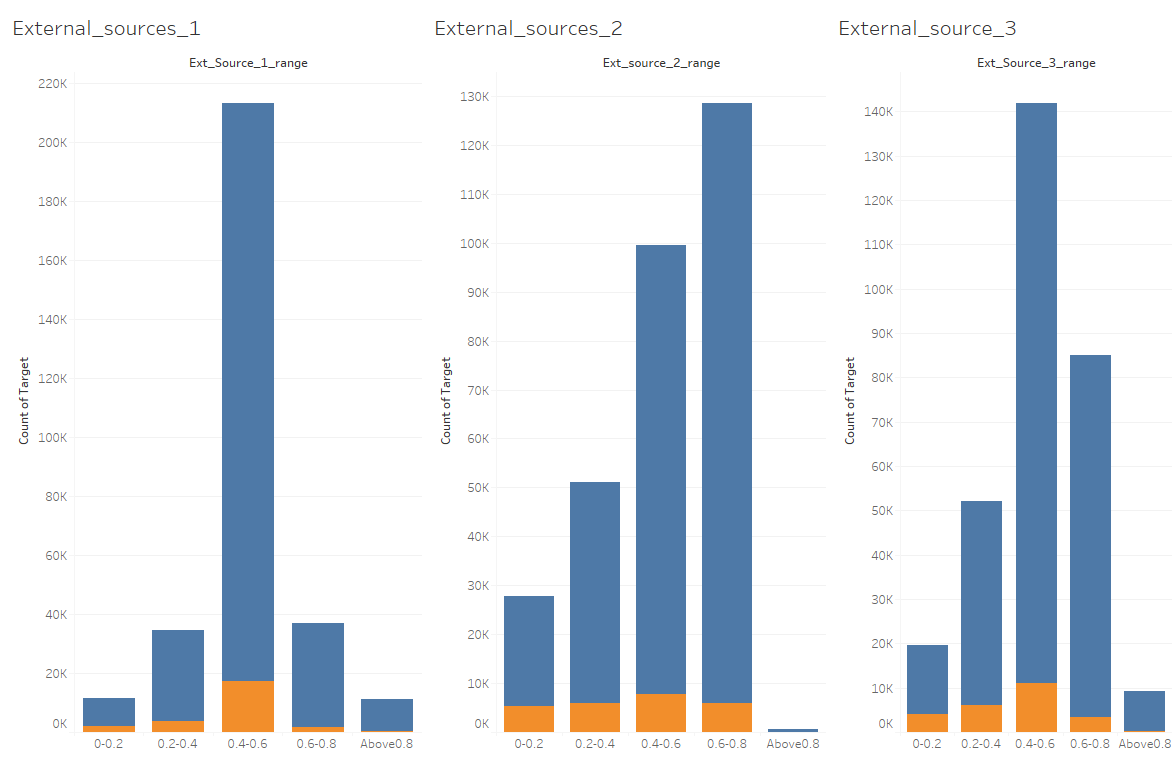 External_sources_1
Ext_Source_1_range
220K
200K
180K
160K
140K
120K
100K
80K
60K
40K
20K
0K
Count of Target
0-0.2 0.2-0.4 0.4-0.6 0.6-0.8 Above0.8
External_sources_2
Ext_source_2_range
130K
120K
110K
100K
90K
80K
70K
60K
50K
40K
30K
20K
10K
0K
Count of Target
0-0.2 0.2-0.4 0.4-0.6 0.6-0.8 Above0.8
External_source_3
Ext_Source_3_range
140K
130K
120K
110K
100K
90K
80K
70K
60K
50K
40K
30K
20K
10K
0K
Count of Target
0-0.2 0.2-0.4 0.4-0.6 0.6-0.8 Above0.8